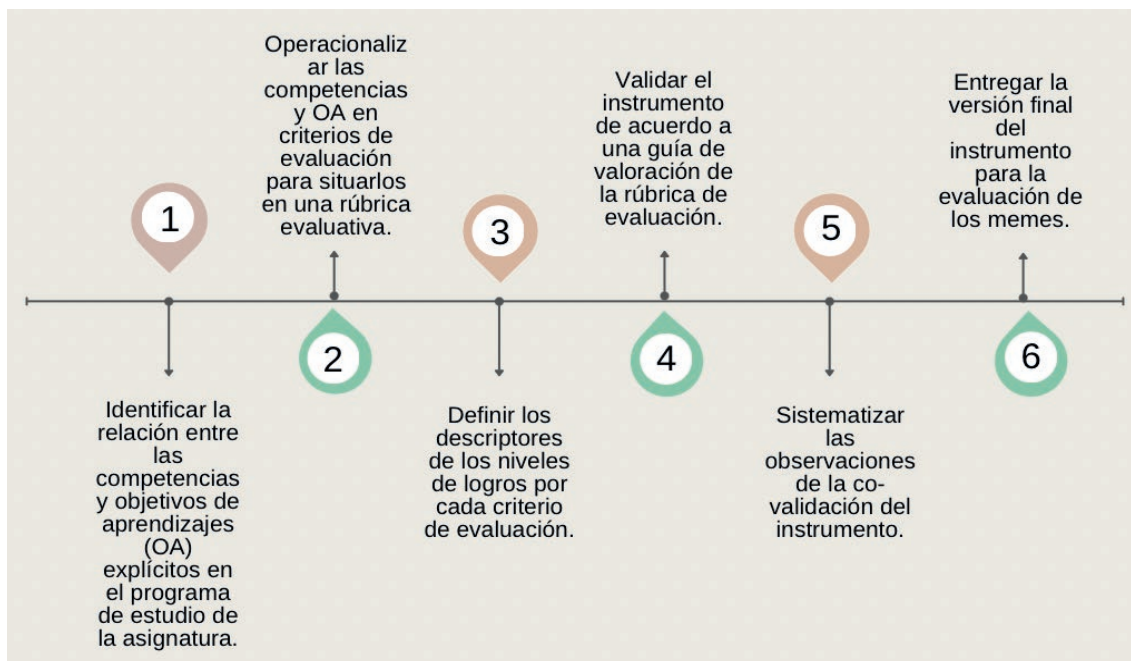 1
Identificar la
relación entre
las
competencias
y objetivos de
aprendizajes
(OA)
explícitos en
el programa
de estudio de
la asignatura.
2
Operacionaliz
ar las
competencias
y OA en
criterios de
evaluación
para situarlos
en una rúbrica
evaluativa.
3
Definir los
descriptores
de los niveles
de logros por
cada criterio
de evaluación.
4
Validar el
instrumento
de acuerdo a
una guía de
valoración de
la rúbrica de
evaluación.
5
Sistematizar
las
observaciones
de la co-
validación del
instrumento.
6
Entregar la
versión final
del
instrumento
para la
evaluación de
los memes.